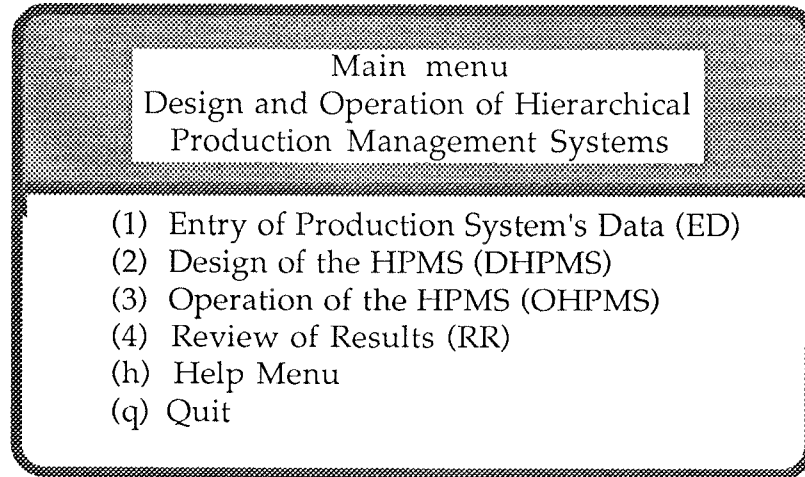 Main menu
Design and Operation of Hierarchical
Production Management Systems
(1) Entry of Production System's Data (ED)
(2) Design of the HPMS (DHPMS)
(3) Operation of the HPMS (OHPMS)
(4) Review of Results (RR)
(h) Help Menu
(q) Quit